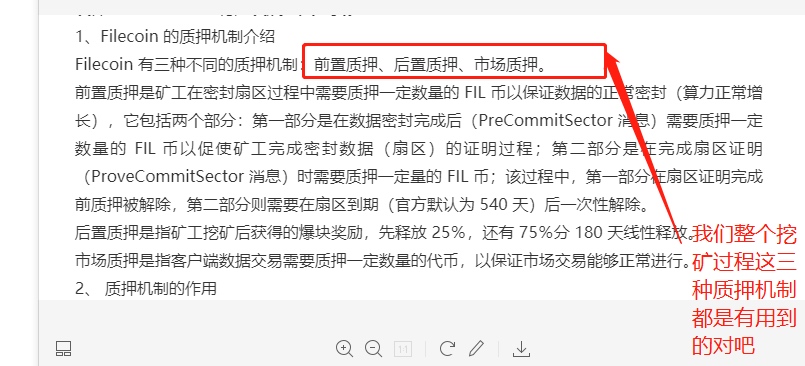 1、Filecoin 的质押机制介绍
Filecoin 有三种不同的质押机制：前置质押、后置质押、市场质押。
前置质押是矿工在密封扇区过程中需要质押一定数量的 FIL 币以保证数据的正常密封（算力正常增
长），它包括两个部分：第一部分是在数据密封完成后（PreCommitSector 消息）需要质押一定
数量的 FIL 币以促使矿工完成密封数据（扇区）的证明过程；第二部分是在完成扇区证明
（ProveCommitSector 消息）时需要质押一定量的 FIL 币；该过程中，第一部分在扇区证明完成
前质押被解除，第二部分则需要在扇区到期（官方默认为 540 天）后一次性解除。
后置质押是指矿工挖矿后获得的爆块奖励，先释放 25%，还有 75%分 180 天线性释放。
市场质押是指客户端数据交易需要质押一定数量的代币，以保证市场交易能够正常进行。
2、 质押机制的作用
我们整个挖
矿过程这三
种质押机制
都是有用到
的对吧
1:1